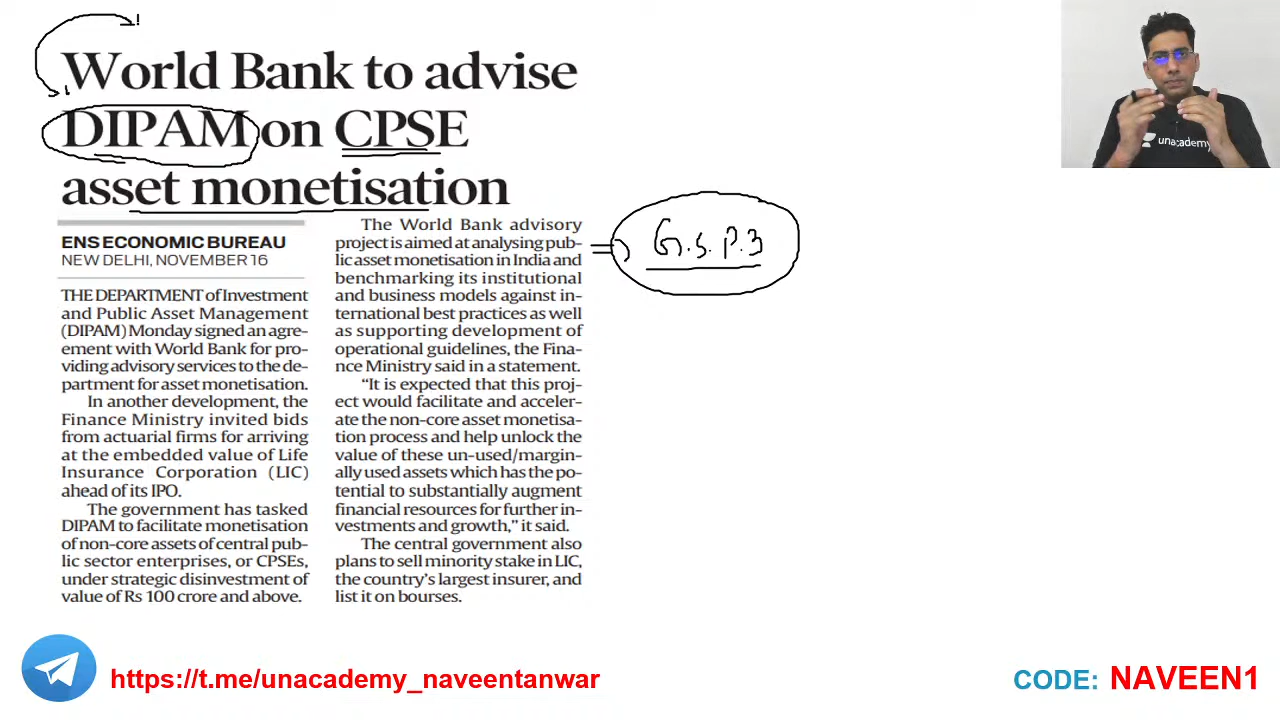 World Bank to advise
DIPAM on CPSE
asset monetisation
ENS ECONOMIC BUREAU
NEW DELHI, NOVEMBER 16
THE DEPARTMENT of Investment
and Public Asset Management
(DIPAM) Monday signed an agre-
ement with World Bank for pro-
viding advisory services to the de-
partment for asset monetisation.
In another development, the
Finance Ministry invited bids
from actuarial firms for arriving
at the embedded value of Life
Insurance Corporation (LIC)
ahead of its IPO.
The government has tasked
DIPAM to facilitate monetisation
of non-core assets of central pub-
lic sector enterprises, or CPSEs,
under strategic disinvestment of
value of Rs 100 crore and above.
The World Bank advisory
project is aimed at analysing pub-
lic asset monetisation in India and
benchmarking its institutional
and business models against in-
ternational best practices as well
as supporting development of
operational guidelines, the Fina-
nce Ministry said in a statement.
“It is expected that this proj-
ect would facilitate and acceler-
ate the non-core asset monetisa-
tion process and help unlock the
value of these un-used/margin-
ally used assets which has the po-
tential to substantially augment
financial resources for further in-
vestments and growth,” it said.
The central government also
plans to sell minority stake in LIC,
the country’s largest insurer, and
list it on bourses.
G.S.P.3
unacademy
https://t.me/unacademy_naveentanwar
CODE: NAVEEN1